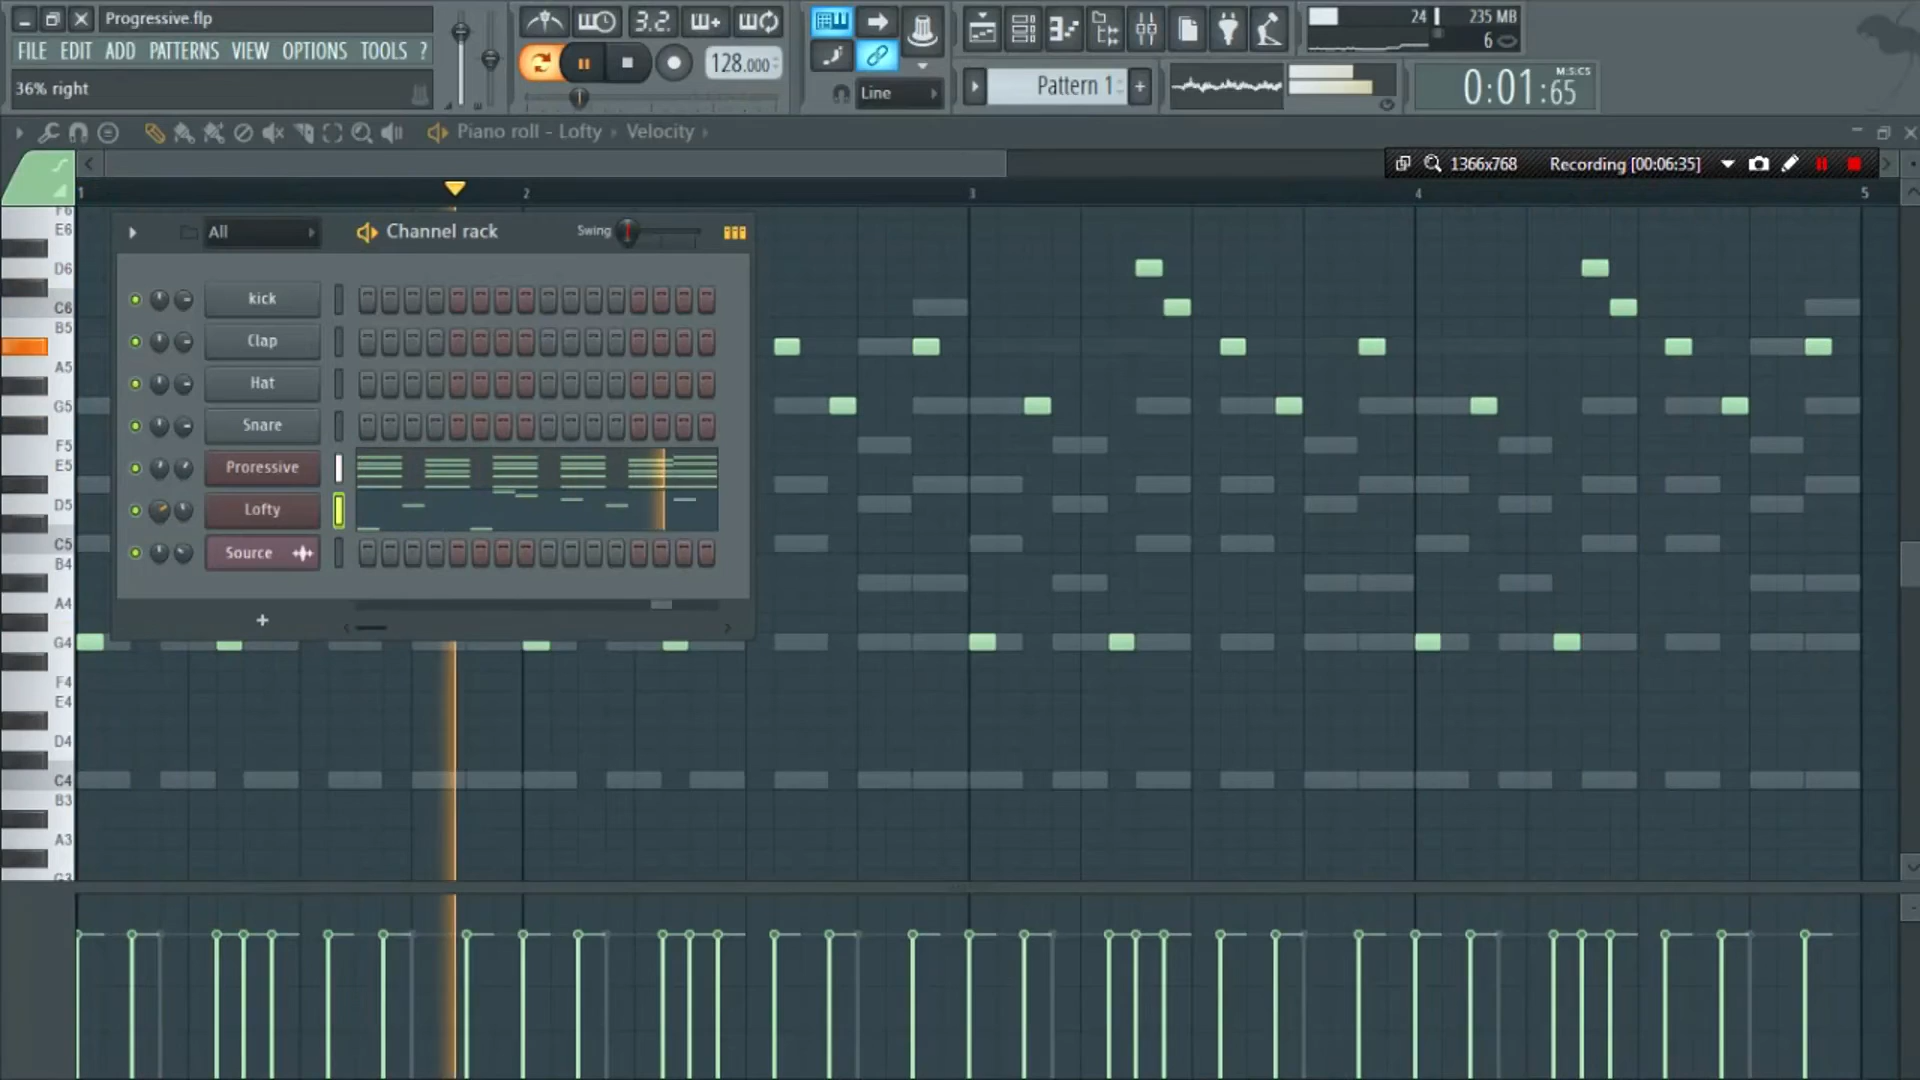 Progressive.flp
FILE EDIT ADD PATTERNS VIEW OPTIONS TOOLS ?
36% right
3.2.
128.000
Line
Pattern 1
24
235 MB
6
M:S:CS
0:01:65
Piano roll - Lofty
Velocity
1366x768
Recording [00:06:35]
1 2 3 4 5
All
Channel rack
Swing
kick
Clap
Hat
Snare
Proressive
Lofty
Source
F6
E6
D6
C6
B5
A5
G5
F5
E5
D5
C5
B4
A4
G4
F4
E4
D4
C4
B3
A3
G3